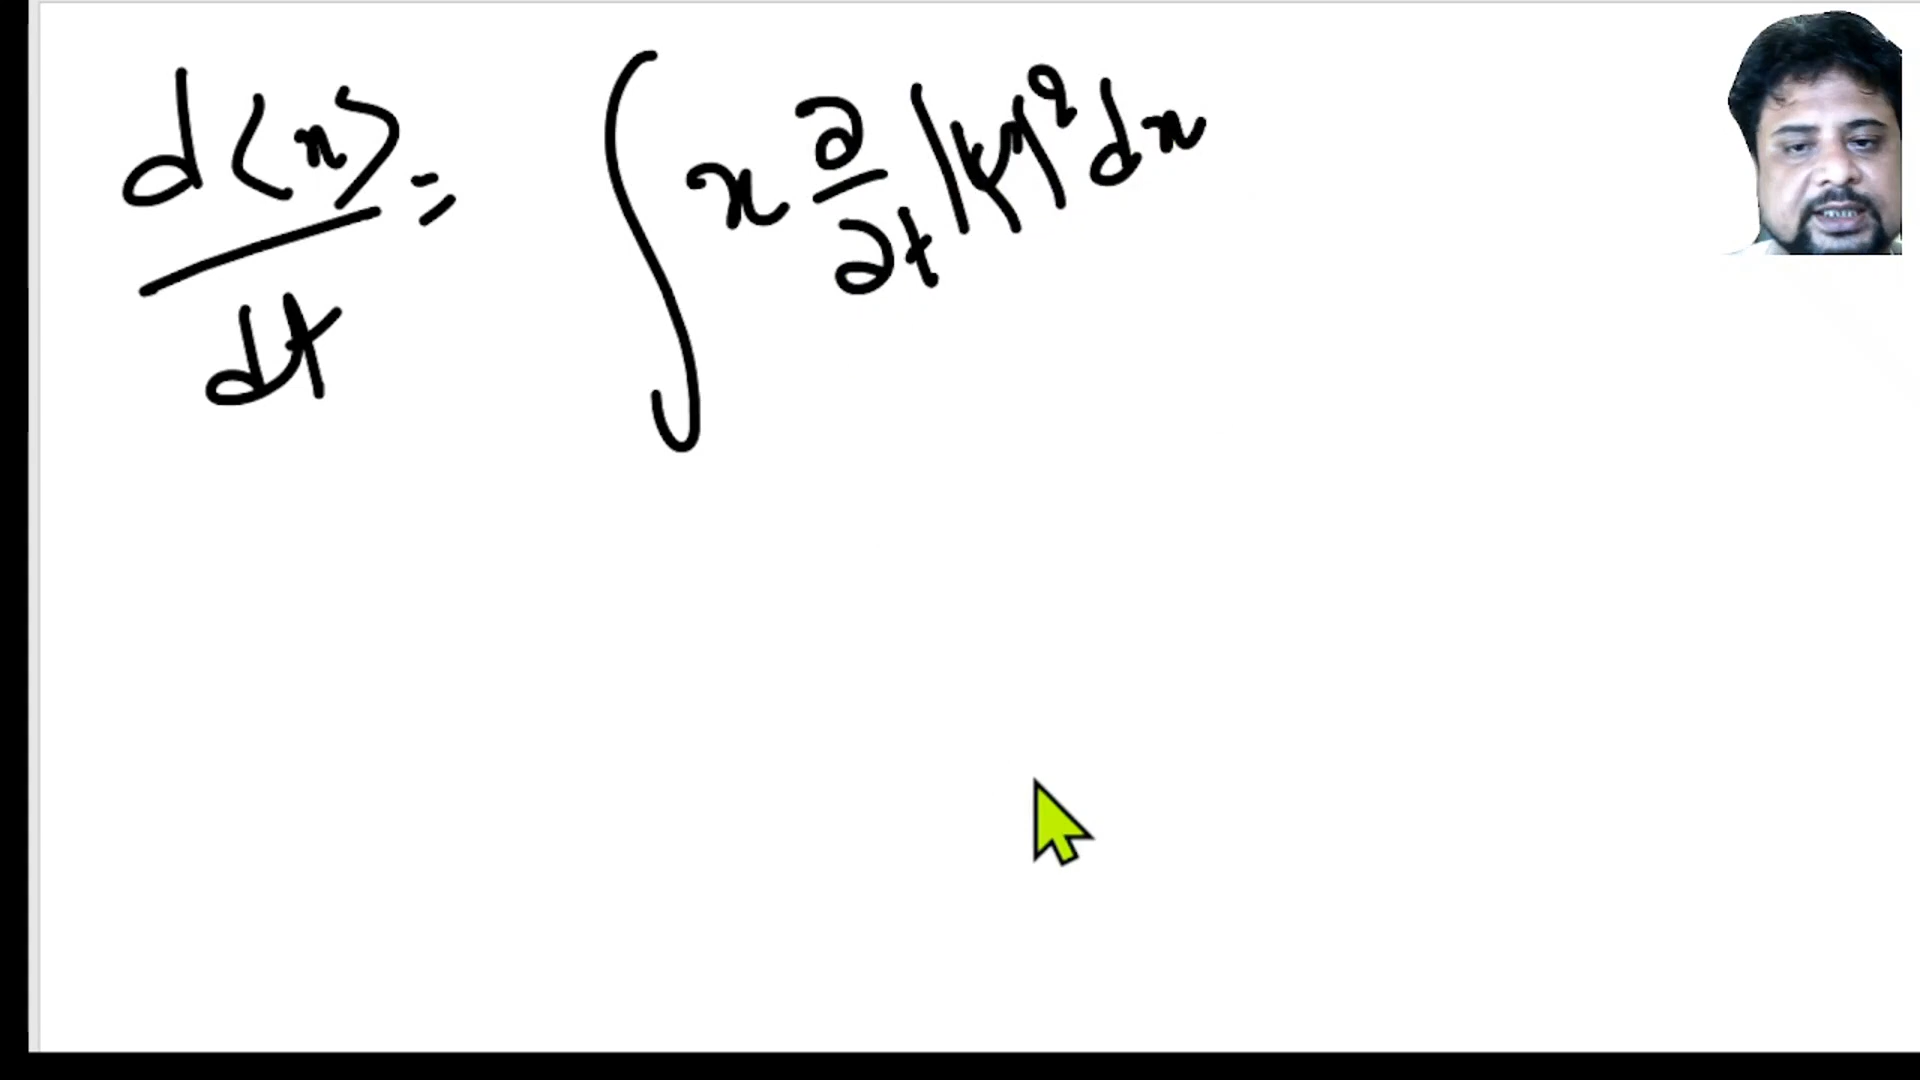 d⟨x⟩/dt = ∫ x ∂/∂t |ψ|² dx